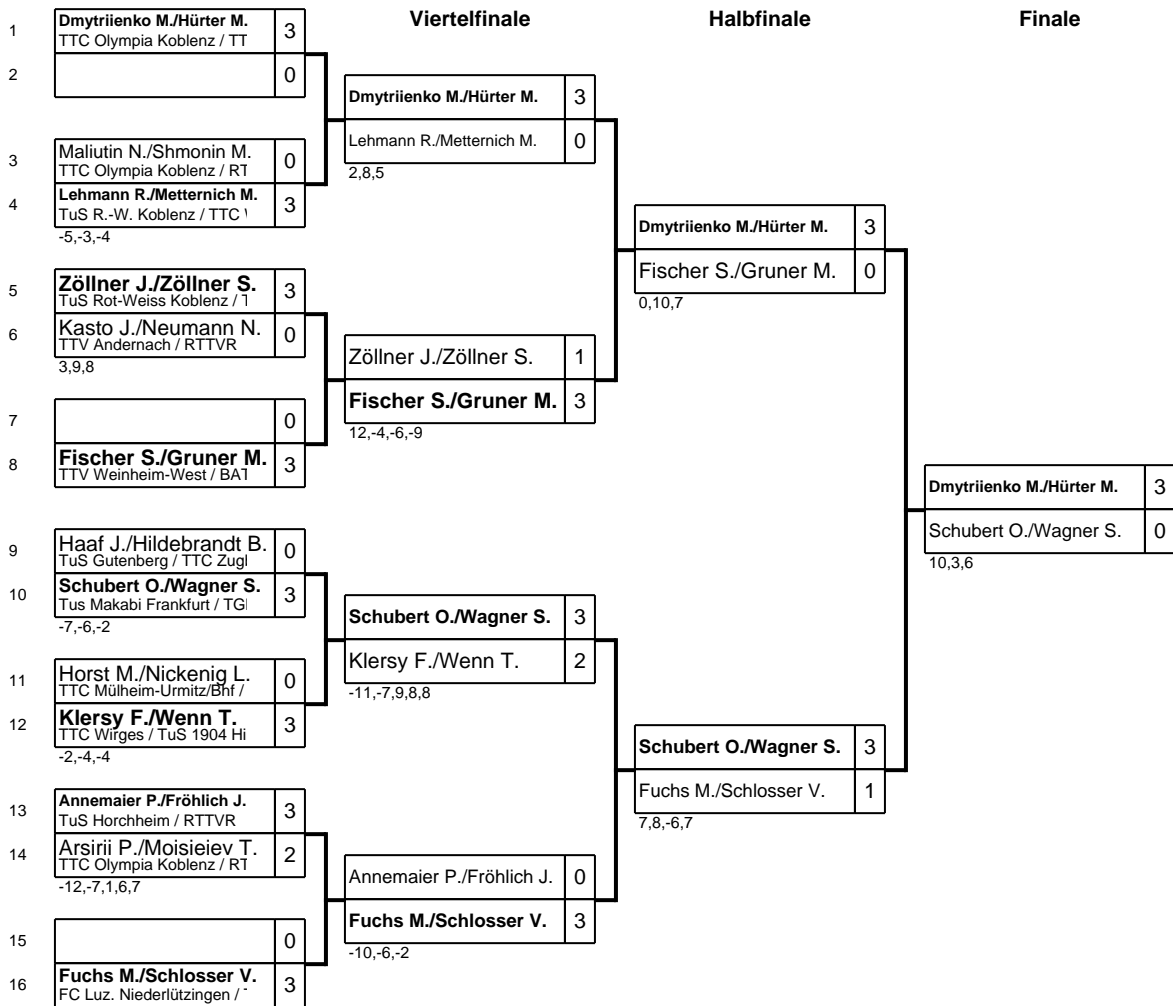 Viertelfinale
Halbfinale
Finale
1
Dmytriienko M./Hürter M.
3
TTC Olympia Koblenz / TT
2
0
3
Maliutin N./Shmonin M.
0
TTC Olympia Koblenz / RT
4
Lehmann R./Metternich M.
3
TuS R.-W. Koblenz / TTC
-5,-3,-4
5
Zöllner J./Zöllner S.
3
TuS Rot-Weiss Koblenz /
6
Kasto J./Neumann N.
0
TTV Andernach / RTTVR
3,9,8
7
0
8
Fischer S./Gruner M.
3
TTV Weinheim-West / BAT
9
Haaf J./Hildebrandt B.
0
TuS Gutenberg / TTC Zugl
10
Schubert O./Wagner S.
3
Tus Makabi Frankfurt / TG
-7,-6,-2
11
Horst M./Nickenig L.
0
TTC Mülheim-Urmitz/Bhf /
12
Klersy F./Wenn T.
3
TTC Wirges / TuS 1904 Hi
-2,-4,-4
13
Annemaier P./Fröhlich J.
3
TuS Horchheim / RTTVR
14
Arsirii P./Moisieiev T.
2
TTC Olympia Koblenz / RT
-12,-7,1,6,7
15
0
16
Fuchs M./Schlosser V.
3
FC Luz. Niederlützingen /
Dmytriienko M./Hürter M.
3
Lehmann R./Metternich M.
0
2,8,5
Zöllner J./Zöllner S.
1
Fischer S./Gruner M.
3
12,-4,-6,-9
Schubert O./Wagner S.
3
Klersy F./Wenn T.
2
-11,-7,9,8,8
Annemaier P./Fröhlich J.
0
Fuchs M./Schlosser V.
3
-10,-6,-2
Dmytriienko M./Hürter M.
3
Fischer S./Gruner M.
0
0,10,7
Schubert O./Wagner S.
3
Fuchs M./Schlosser V.
1
7,8,-6,7
Dmytriienko M./Hürter M.
3
Schubert O./Wagner S.
0
10,3,6